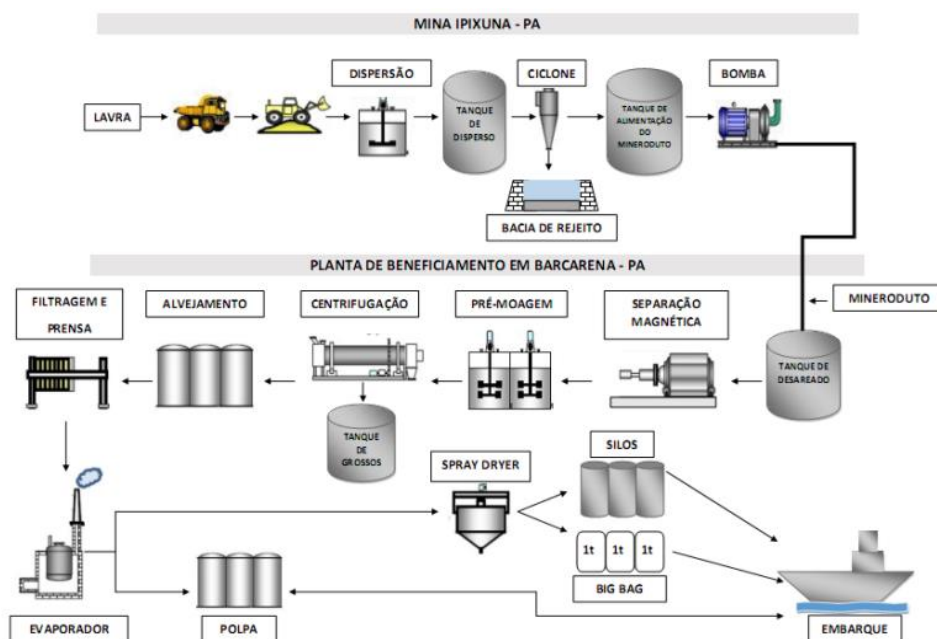 MINA IPIXUNA - PA
LAVRA
DISPERSÃO
TANQUE
DE
DISPERSO
CICLONE
TANQUE DE
ALIMENTAÇÃO
DO
MINERODUTO
BOMBA
BACIA DE REJEITO
PLANTA DE BENEFICIAMENTO EM BARCARENA - PA
MINERODUTO
FILTRAGEM E
PRENSA
ALVEJAMENTO
CENTRIFUGAÇÃO
PRÉ-MOAGEM
SEPARAÇÃO
MAGNÉTICA
TANQUE DE
DESAREADO
TANQUE
DE
GROSSOS
SPRAY DRYER
SILOS
1t 1t 1t
BIG BAG
EVAPORADOR
POLPA
EMBARQUE